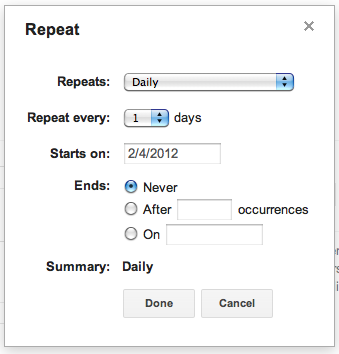 Repeat
Repeats: Daily
Repeat every: 1 days
Starts on: 2/4/2012
Ends: Never
After occurrences
On
Summary: Daily
Done Cancel